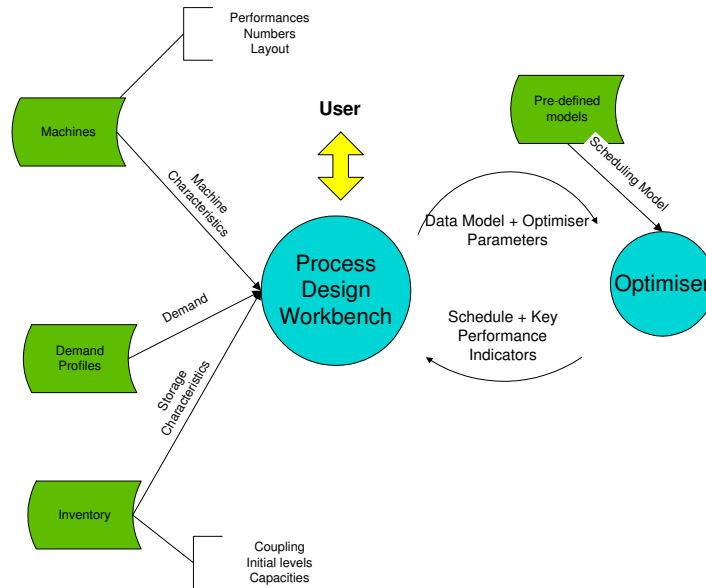 Performances
Numbers
Layout
Machines
User
Pre-defined
models
Scheduling Model
Machine
Characteristics
Data Model + Optimiser
Parameters
Process
Design
Workbench
Optimiser
Demand
Schedule + Key
Performance
Indicators
Demand
Profiles
Storage
Characteristics
Inventory
Coupling
Initial levels
Capacities